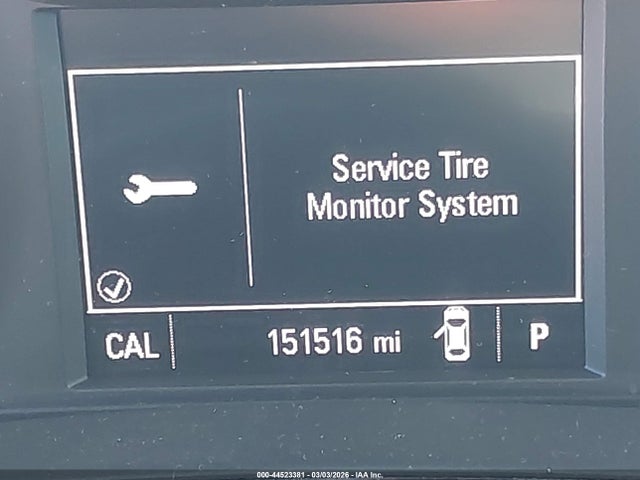 Service Tire
Monitor System
CAL
151516 mi
P
000-44523381 - 03/03/2026 - IAA Inc.